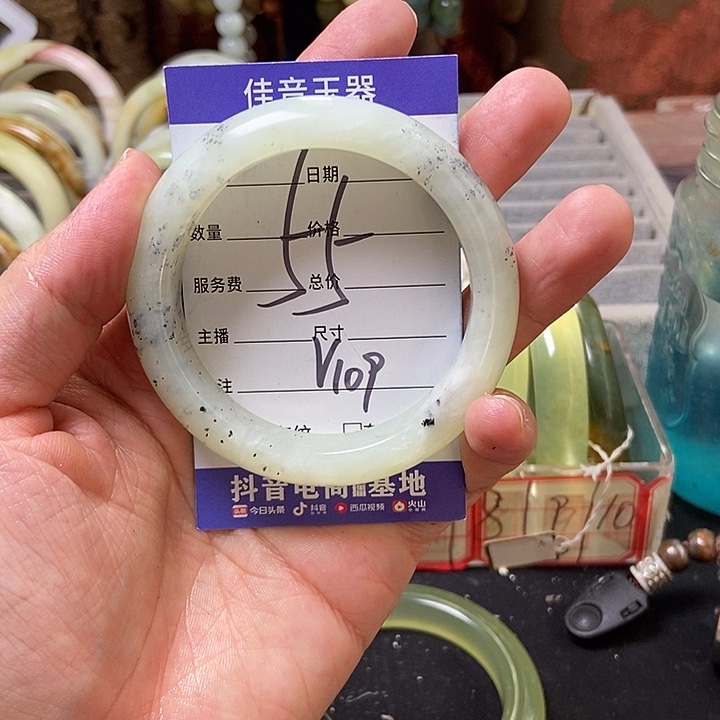 佳音玉器
日期
数量 价格
服务费 总价
主播 尺寸
V109
注
抖音电商 基地
今日头条 抖音 西瓜视频 火山